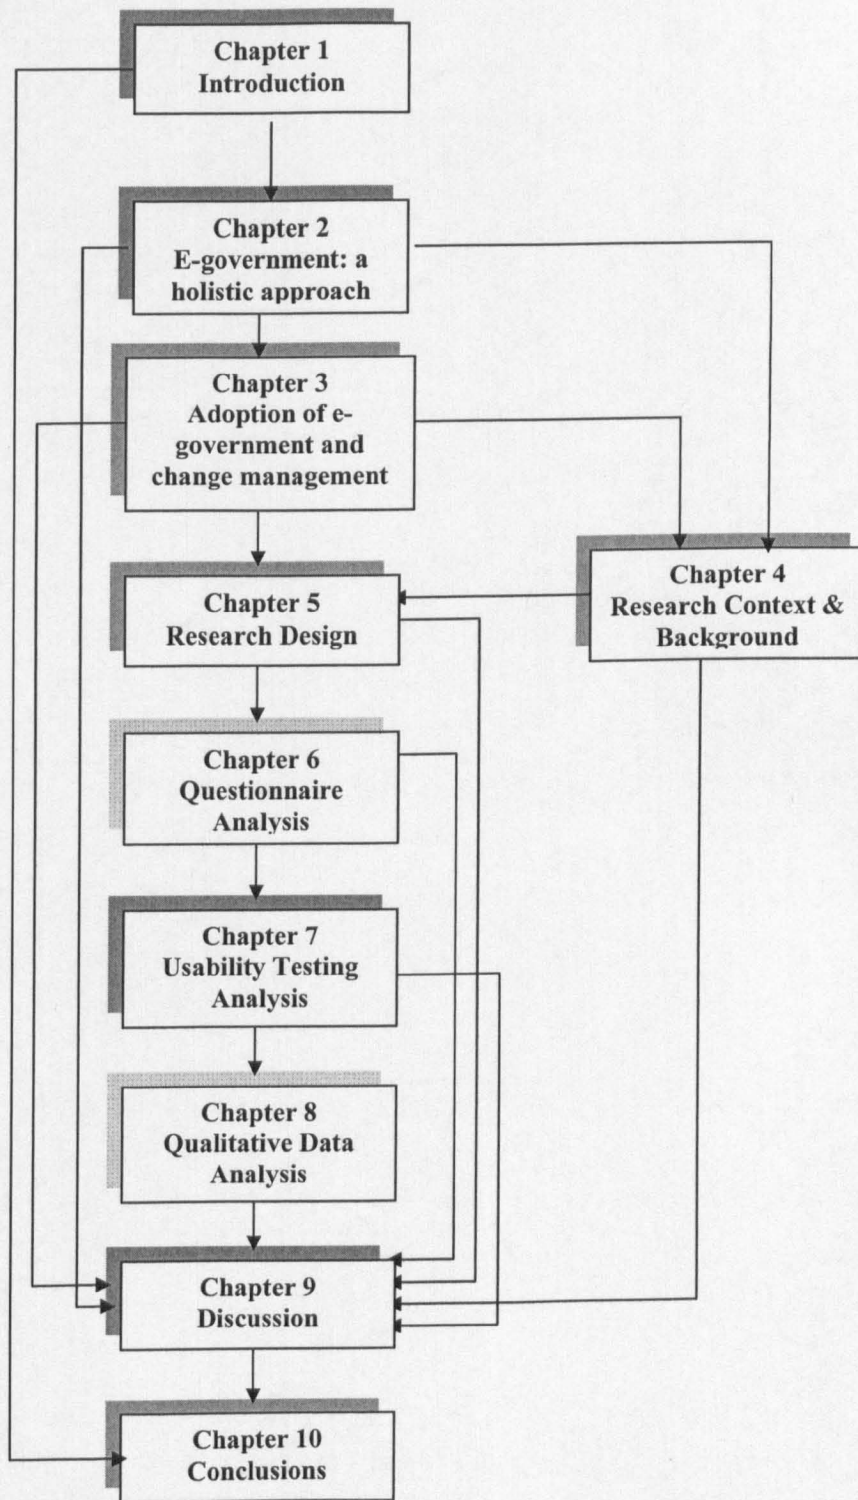 Chapter 1
Introduction
Chapter 2
E-government: a
holistic approach
Chapter 3
Adoption of e-
government and
change management
Chapter 4
Research Context &
Background
Chapter 5
Research Design
Chapter 6
Questionnaire
Analysis
Chapter 7
Usability Testing
Analysis
Chapter 8
Qualitative Data
Analysis
Chapter 9
Discussion
Chapter 10
Conclusions